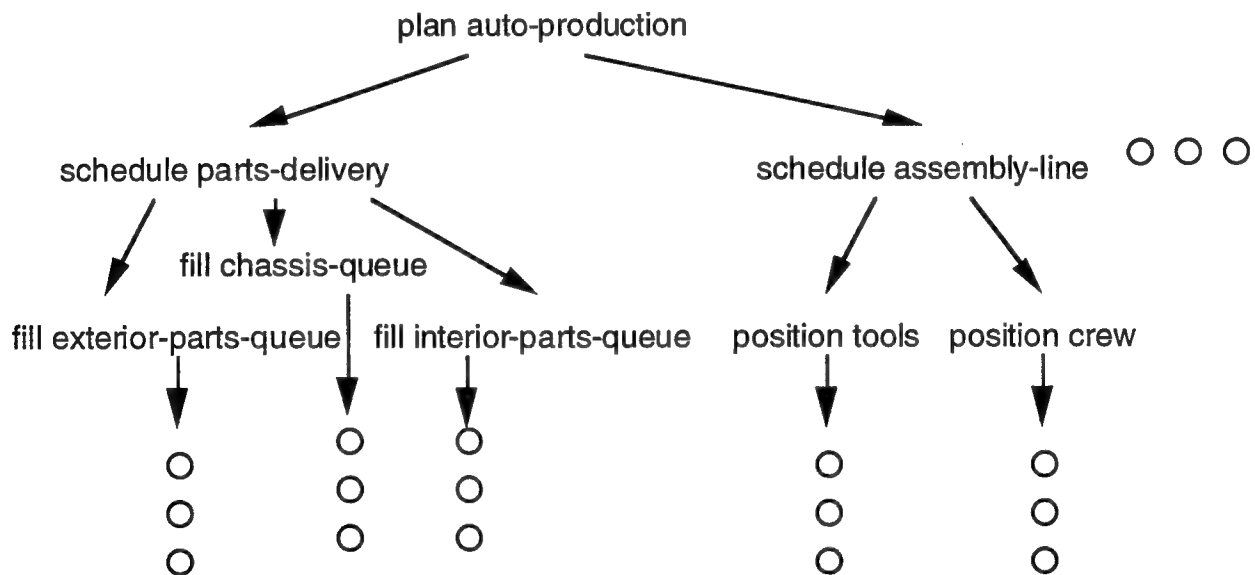 plan auto-production
schedule parts-delivery
schedule assembly-line
fill chassis-queue
fill exterior-parts-queue
fill interior-parts-queue
position tools
position crew